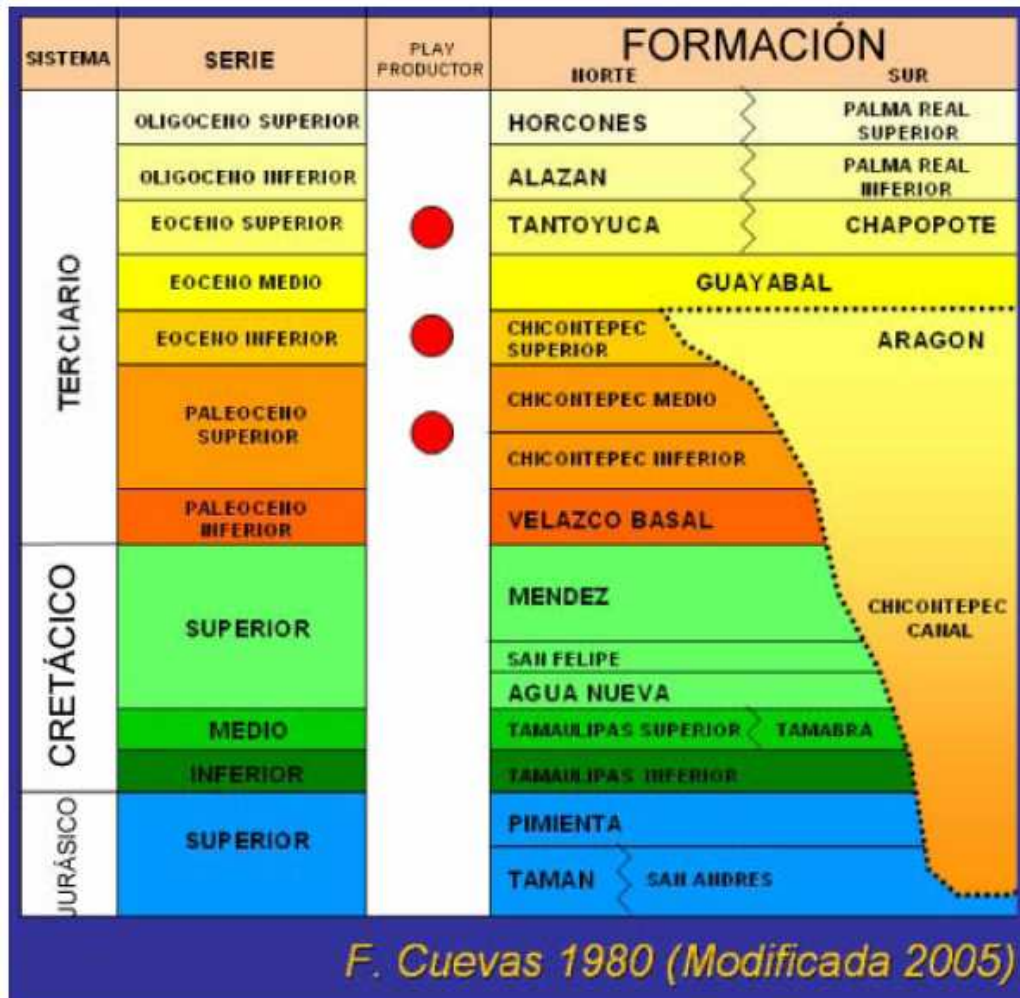 SISTEMA
SERIE
PLAY
PRODUCTOR
FORMACIÓN
NORTE
SUR
TERCIARIO
OLIGOCENO SUPERIOR
HORCONES
PALMA REAL
SUPERIOR
OLIGOCENO INFERIOR
ALAZAN
PALMA REAL
INFERIOR
EOCENO SUPERIOR
TANTOYUCA
CHAPOPOTE
EOCENO MEDIO
GUAYABAL
EOCENO INFERIOR
CHICONTEPEC
SUPERIOR
ARAGON
PALEOCENO
SUPERIOR
CHICONTEPEC MEDIO
CHICONTEPEC INFERIOR
PALEOCENO
INFERIOR
VELAZCO BASAL
CRETÁCICO
SUPERIOR
MENDEZ
CHICONTEPEC
CANAL
SAN FELIPE
AGUA NUEVA
MEDIO
TAMAULIPAS SUPERIOR
TAMABRA
INFERIOR
TAMAULIPAS INFERIOR
JURÁSICO
SUPERIOR
PIMIENTA
TAMAN
SAN ANDRES
F. Cuevas 1980 (Modificada 2005)